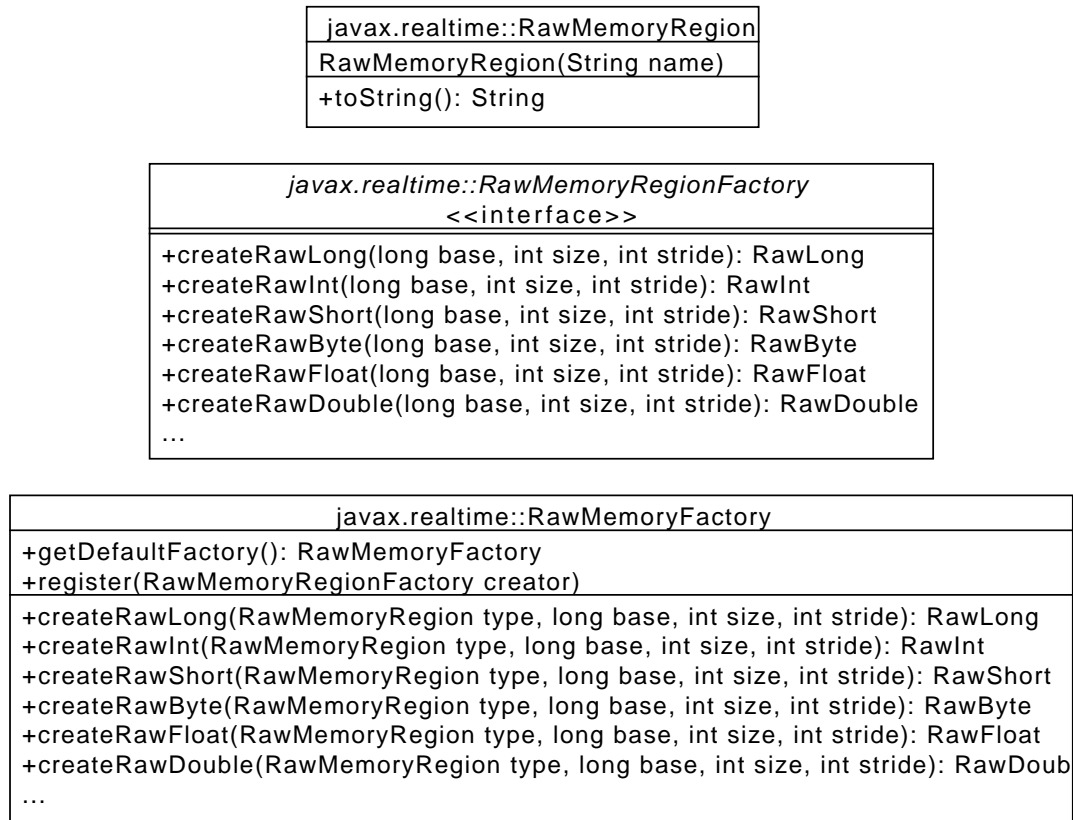 javax.realtime::RawMemoryRegion
RawMemoryRegion(String name)
+toString(): String
javax.realtime::RawMemoryRegionFactory
<<interface>>
+createRawLong(long base, int size, int stride): RawLong
+createRawInt(long base, int size, int stride): RawInt
+createRawShort(long base, int size, int stride): RawShort
+createRawByte(long base, int size, int stride): RawByte
+createRawFloat(long base, int size, int stride): RawFloat
+createRawDouble(long base, int size, int stride): RawDouble
...
javax.realtime::RawMemoryFactory
+getDefaultFactory(): RawMemoryFactory
+register(RawMemoryRegionFactory creator)
+createRawLong(RawMemoryRegion type, long base, int size, int stride): RawLong
+createRawInt(RawMemoryRegion type, long base, int size, int stride): RawInt
+createRawShort(RawMemoryRegion type, long base, int size, int stride): RawShort
+createRawByte(RawMemoryRegion type, long base, int size, int stride): RawByte
+createRawFloat(RawMemoryRegion type, long base, int size, int stride): RawFloat
+createRawDouble(RawMemoryRegion type, long base, int size, int stride): RawDoub
...